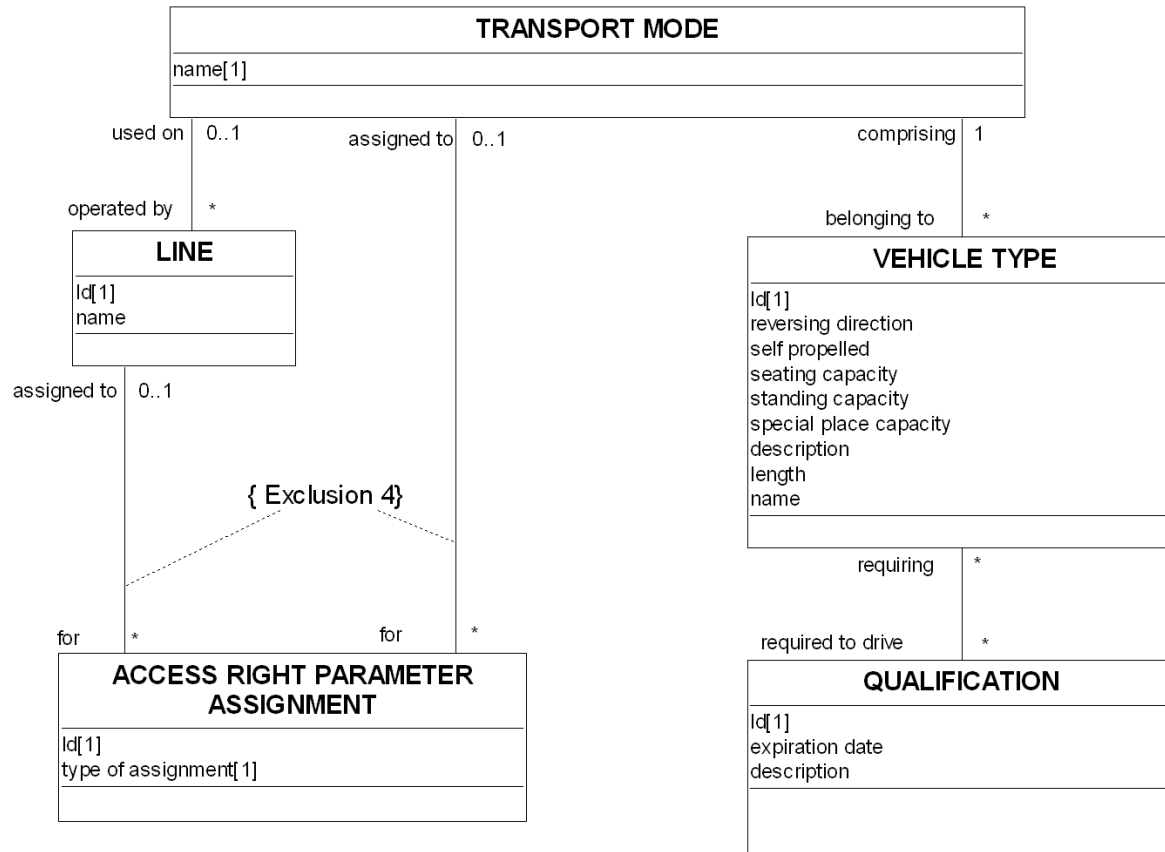 TRANSPORT MODE
name[1]
used on 0..1
assigned to 0..1
comprising 1
operated by *
belonging to *
LINE
Id[1]
name
VEHICLE TYPE
Id[1]
reversing direction
self propelled
seating capacity
standing capacity
special place capacity
description
length
name
assigned to 0..1
{ Exclusion 4}
requiring *
for *
for *
required to drive *
ACCESS RIGHT PARAMETER
ASSIGNMENT
Id[1]
type of assignment[1]
QUALIFICATION
Id[1]
expiration date
description